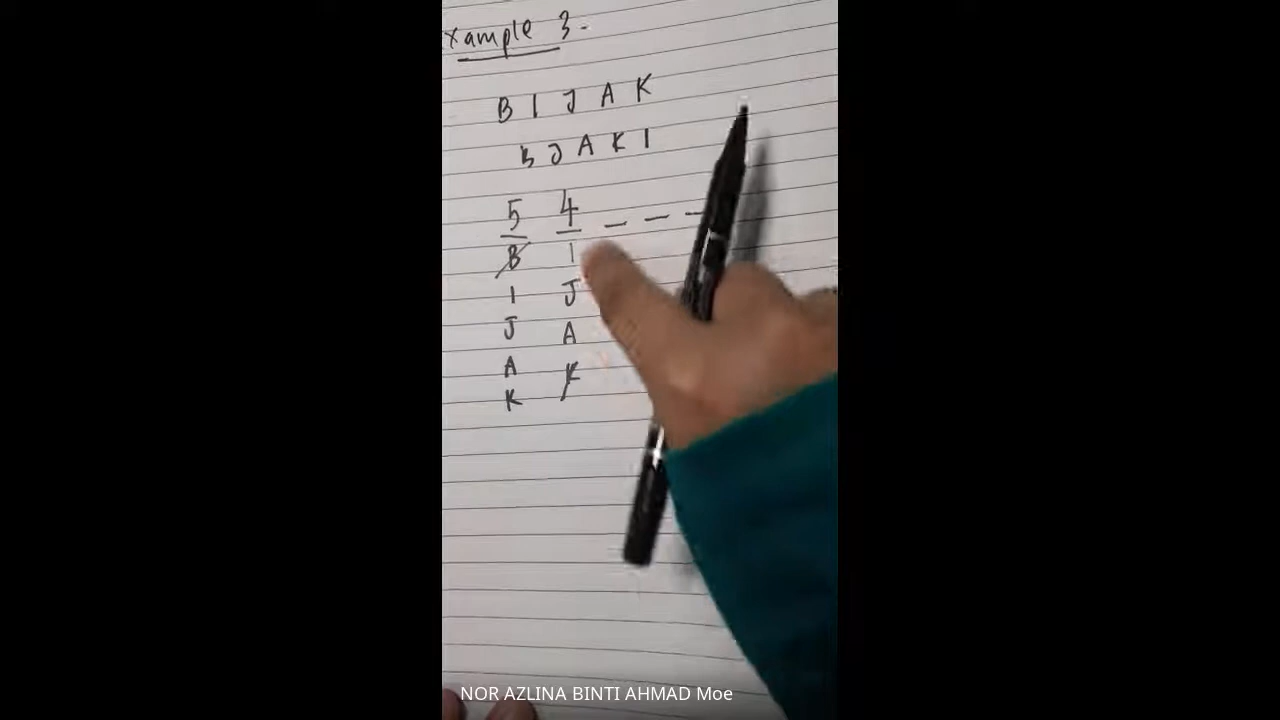 xample 3.
B I J A K
B J A K I
5 4 _ _ _
B I
I J
J A
A K
K
NOR AZLINA BINTI AHMAD Moe